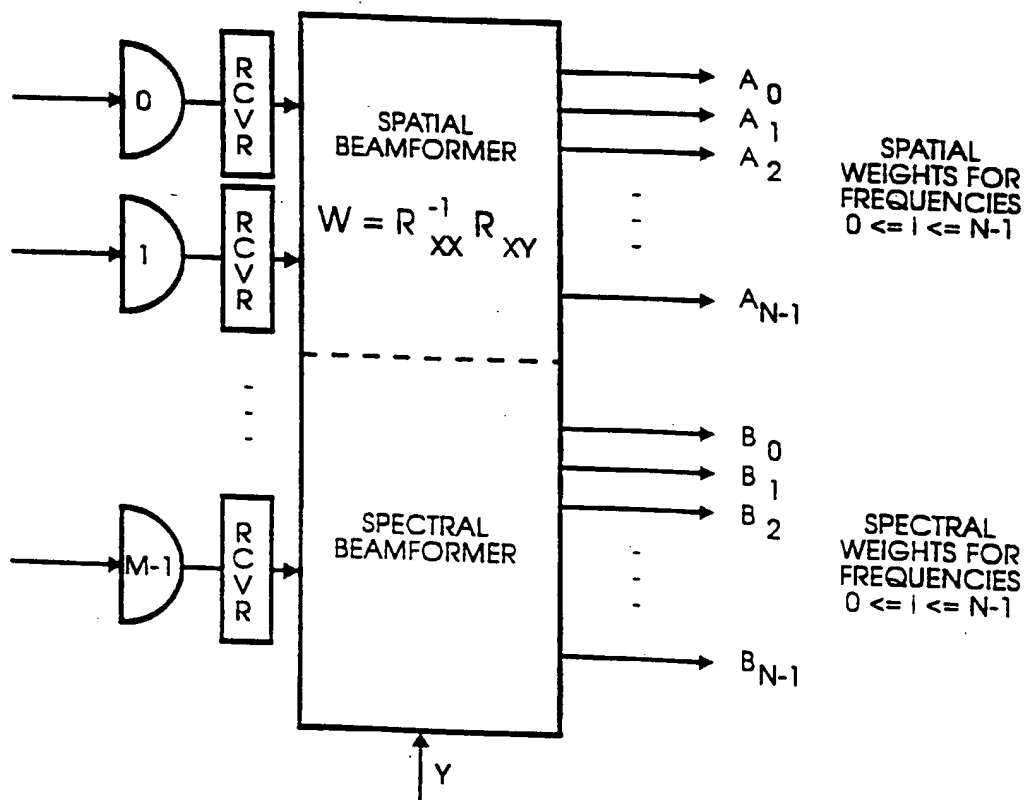 0
RCVR
SPATIAL
BEAMFORMER
W = R -1 XX R XY
A 0
A 1
A 2
-
-
-
A N-1
SPATIAL
WEIGHTS FOR
FREQUENCIES
0 <= i <= N-1
1
RCVR
-
-
-
M-1
RCVR
SPECTRAL
BEAMFORMER
B 0
B 1
B 2
-
-
-
B N-1
SPECTRAL
WEIGHTS FOR
FREQUENCIES
0 <= i <= N-1
Y